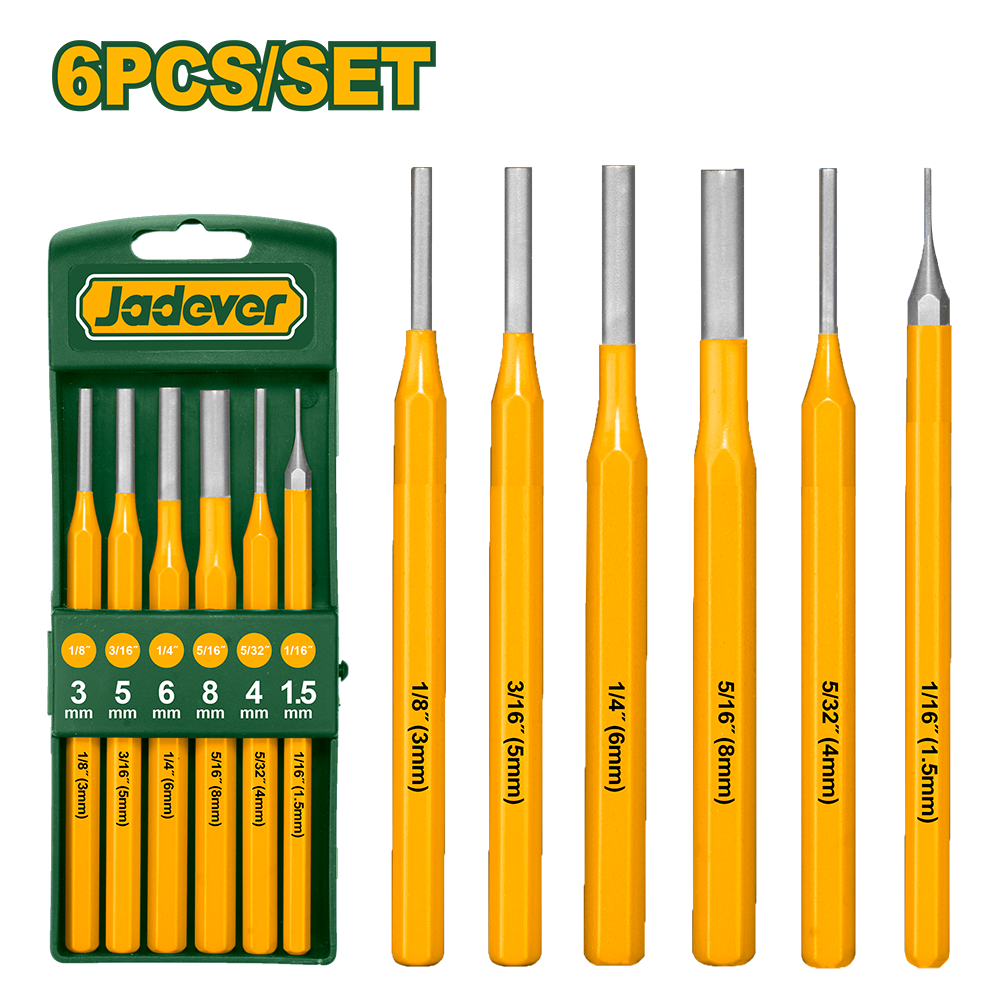 6PCS/SET
Jadever
1/8″ 3/16″ 1/4″ 5/16″ 5/32″ 1/16″
3 5 6 8 4 1.5
mm mm mm mm mm mm
1/8″ (3mm)
3/16″ (5mm)
1/4″ (6mm)
5/16″ (8mm)
5/32″ (4mm)
1/16″ (1.5mm)
1/8″ (3mm)
3/16″ (5mm)
1/4″ (6mm)
5/16″ (8mm)
5/32″ (4mm)
1/16″ (1.5mm)